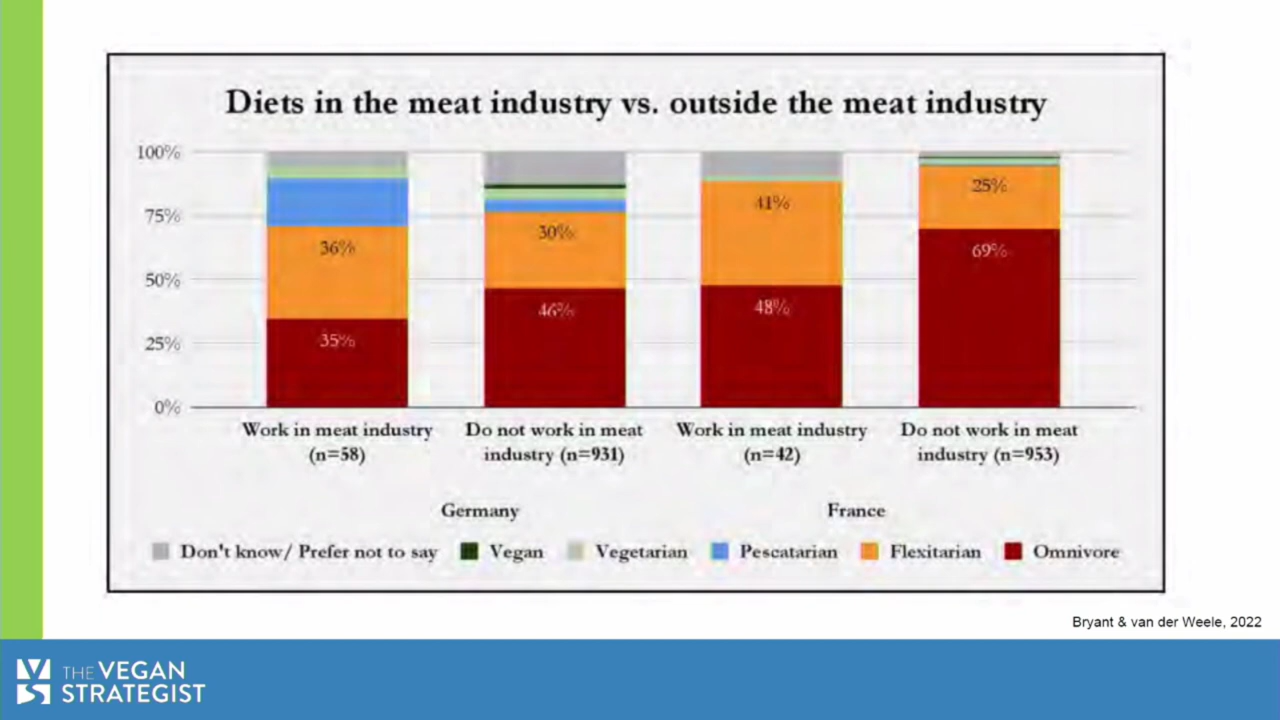 Diets in the meat industry vs. outside the meat industry
100%
75%
50%
25%
0%
36%
35%
30%
46%
41%
48%
25%
69%
Work in meat industry
(n=58)
Do not work in meat
industry (n=931)
Work in meat industry
(n=42)
Do not work in meat
industry (n=953)
Germany
France
Don't know/ Prefer not to say
Vegan
Vegetarian
Pescatarian
Flexitarian
Omnivore
Bryant & van der Weele, 2022
THE VEGAN
STRATEGIST